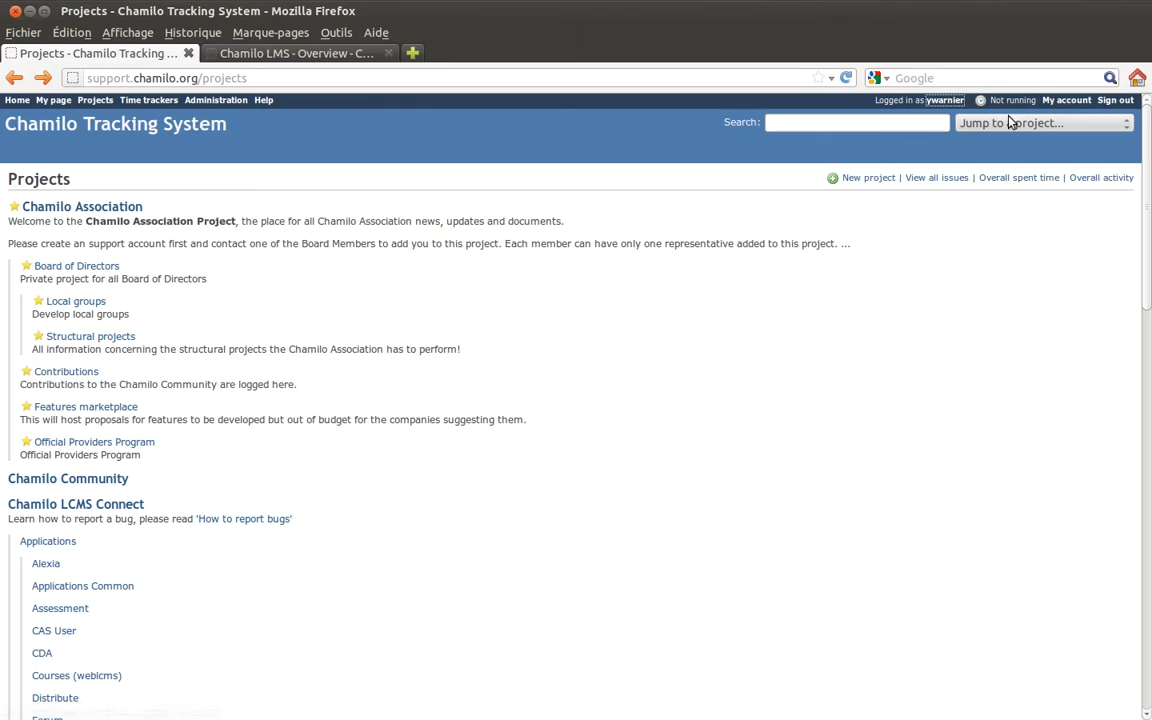 Projects - Chamilo Tracking System - Mozilla Firefox
Fichier Édition Affichage Historique Marque-pages Outils Aide
Projects - Chamilo Tracking ... Chamilo LMS - Overview - C...
support.chamilo.org/projects Google
Home My page Projects Time trackers Administration Help Logged in as ywarnier Not running My account Sign out
Chamilo Tracking System Search: Jump to project...
Projects New project | View all issues | Overall spent time | Overall activity
Chamilo Association
Welcome to the Chamilo Association Project, the place for all Chamilo Association news, updates and documents.
Please create an support account first and contact one of the Board Members to add you to this project. Each member can have only one representative added to this project. ...
Board of Directors
Private project for all Board of Directors
Local groups
Develop local groups
Structural projects
All information concerning the structural projects the Chamilo Association has to perform!
Contributions
Contributions to the Chamilo Community are logged here.
Features marketplace
This will host proposals for features to be developed but out of budget for the companies suggesting them.
Official Providers Program
Official Providers Program
Chamilo Community
Chamilo LCMS Connect
Learn how to report a bug, please read 'How to report bugs'
Applications
Alexia
Applications Common
Assessment
CAS User
CDA
Courses (weblcms)
Distribute